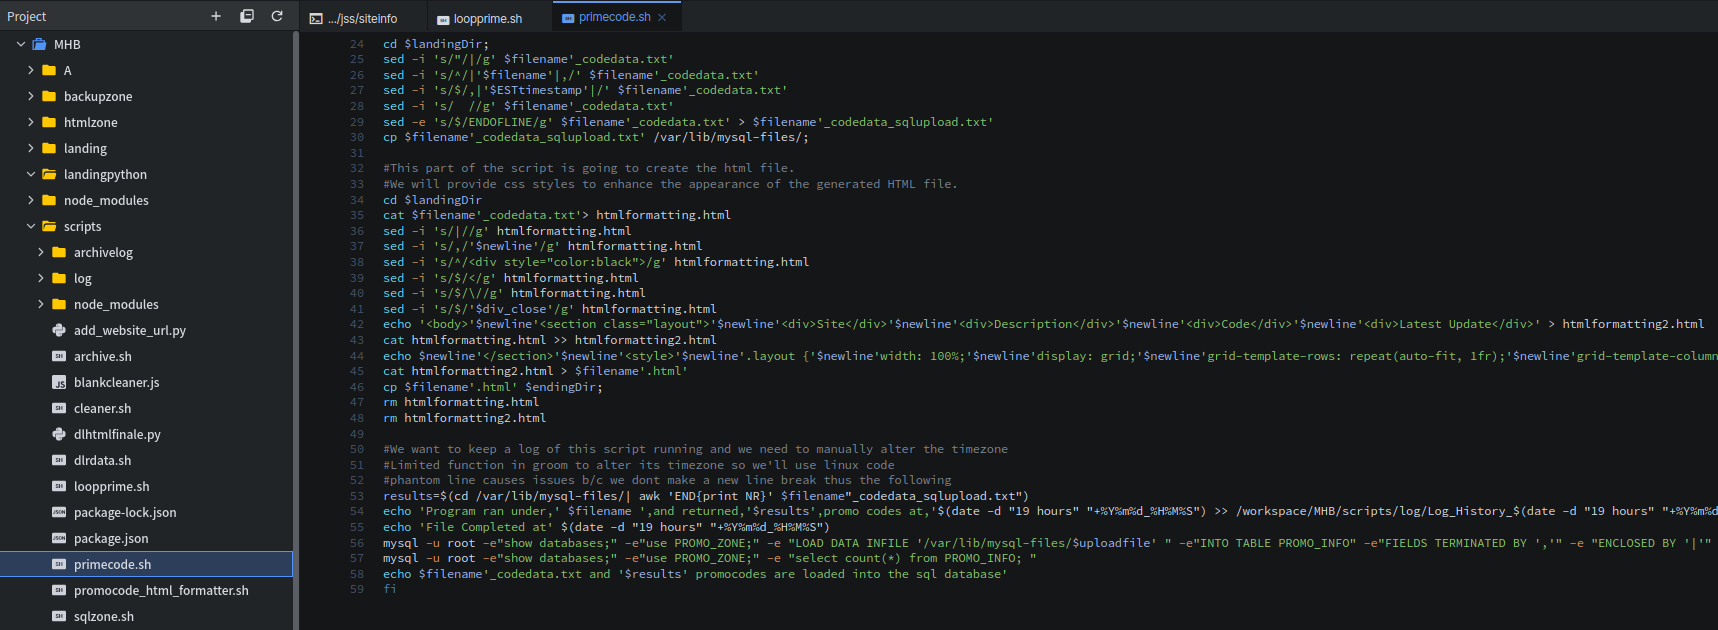 Project
MHB
A
backupzone
htmlzone
landing
landingpython
node_modules
scripts
archivelog
log
node_modules
add_website_url.py
archive.sh
blankcleaner.js
cleaner.sh
dlhtmlfinale.py
dlrdata.sh
loopprime.sh
package-lock.json
package.json
primecode.sh
promocode_html_formatter.sh
sqlzone.sh
.../jss/siteinfo
loopprime.sh
primecode.sh
24 cd $landingDir;
25 sed -i 's/"/|/g' $filename'_codedata.txt'
26 sed -i 's/^/|'$filename'|,/' $filename'_codedata.txt'
27 sed -i 's/$/,|'$ESTtimestamp'|/' $filename'_codedata.txt'
28 sed -i 's/  //g' $filename'_codedata.txt'
29 sed -e 's/$/ENDOFLINE/g' $filename'_codedata.txt' > $filename'_codedata_sqlupload.txt'
30 cp $filename'_codedata_sqlupload.txt' /var/lib/mysql-files/;
31
32 #This part of the script is going to create the html file.
33 #We will provide css styles to enhance the appearance of the generated HTML file.
34 cd $landingDir
35 cat $filename'_codedata.txt'> htmlformatting.html
36 sed -i 's/|//g' htmlformatting.html
37 sed -i 's/,/'$newline'/g' htmlformatting.html
38 sed -i 's/^/<div style="color:black">/g' htmlformatting.html
39 sed -i 's/$/</g' htmlformatting.html
40 sed -i 's/$/\//g' htmlformatting.html
41 sed -i 's/$/'$div_close'/g' htmlformatting.html
42 echo '<body>'$newline'<section class="layout">'$newline'<div>Site</div>'$newline'<div>Description</div>'$newline'<div>Code</div>'$newline'<div>Latest Update</div>' > htmlformatting2.html
43 cat htmlformatting.html >> htmlformatting2.html
44 echo $newline'</section>'$newline'<style>'$newline'.layout {'$newline'width: 100%;'$newline'display: grid;'$newline'grid-template-rows: repeat(auto-fit, 1fr);'$newline'grid-template-column
45 cat htmlformatting2.html > $filename'.html'
46 cp $filename'.html' $endingDir;
47 rm htmlformatting.html
48 rm htmlformatting2.html
49
50 #We want to keep a log of this script running and we need to manually alter the timezone
51 #Limited function in groom to alter its timezone so we'll use linux code
52 #phantom line causes issues b/c we dont make a new line break thus the following
53 results=$(cd /var/lib/mysql-files/| awk 'END{print NR}' $filename"_codedata_sqlupload.txt")
54 echo 'Program ran under,' $filename ',and returned,'$results',promo codes at,'$(date -d "19 hours" "+%Y%m%d_%H%M%S") >> /workspace/MHB/scripts/log/Log_History_$(date -d "19 hours" "+%Y%m%d
55 echo 'File Completed at' $(date -d "19 hours" "+%Y%m%d_%H%M%S")
56 mysql -u root -e"show databases;" -e"use PROMO_ZONE;" -e "LOAD DATA INFILE '/var/lib/mysql-files/$uploadfile' " -e"INTO TABLE PROMO_INFO" -e"FIELDS TERMINATED BY ','" -e "ENCLOSED BY '|'"
57 mysql -u root -e"show databases;" -e"use PROMO_ZONE;" -e "select count(*) from PROMO_INFO; "
58 echo $filename'_codedata.txt and '$results' promocodes are loaded into the sql database'
59 fi